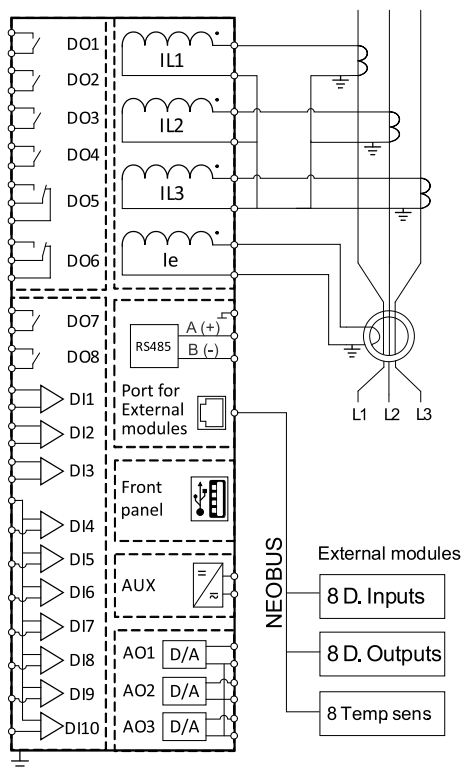 DO1
DO2
DO3
DO4
DO5
DO6
DO7
DO8
DI1
DI2
DI3
DI4
DI5
DI6
DI7
DI8
DI9
DI10
IL1
IL2
IL3
Ie
RS485
A (+)
B (-)
Port for
External
modules
Front
panel
AUX
AO1 D/A
AO2 D/A
AO3 D/A
L1 L2 L3
NEOBUS
External modules
8 D. Inputs
8 D. Outputs
8 Temp sens